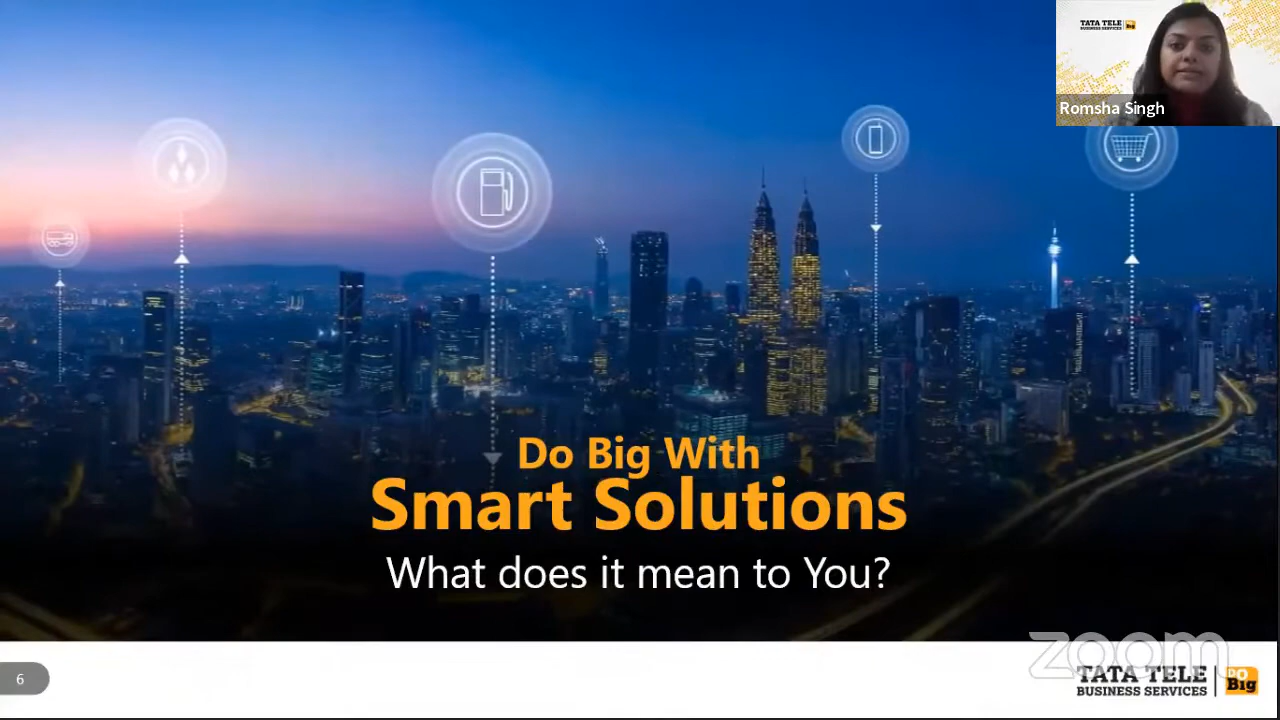 TATA TELE
BUSINESS SERVICES
Big
Romsha Singh
Do Big With
Smart Solutions
What does it mean to You?
6
zoom
TATA TELE
BUSINESS SERVICES
DO
Big